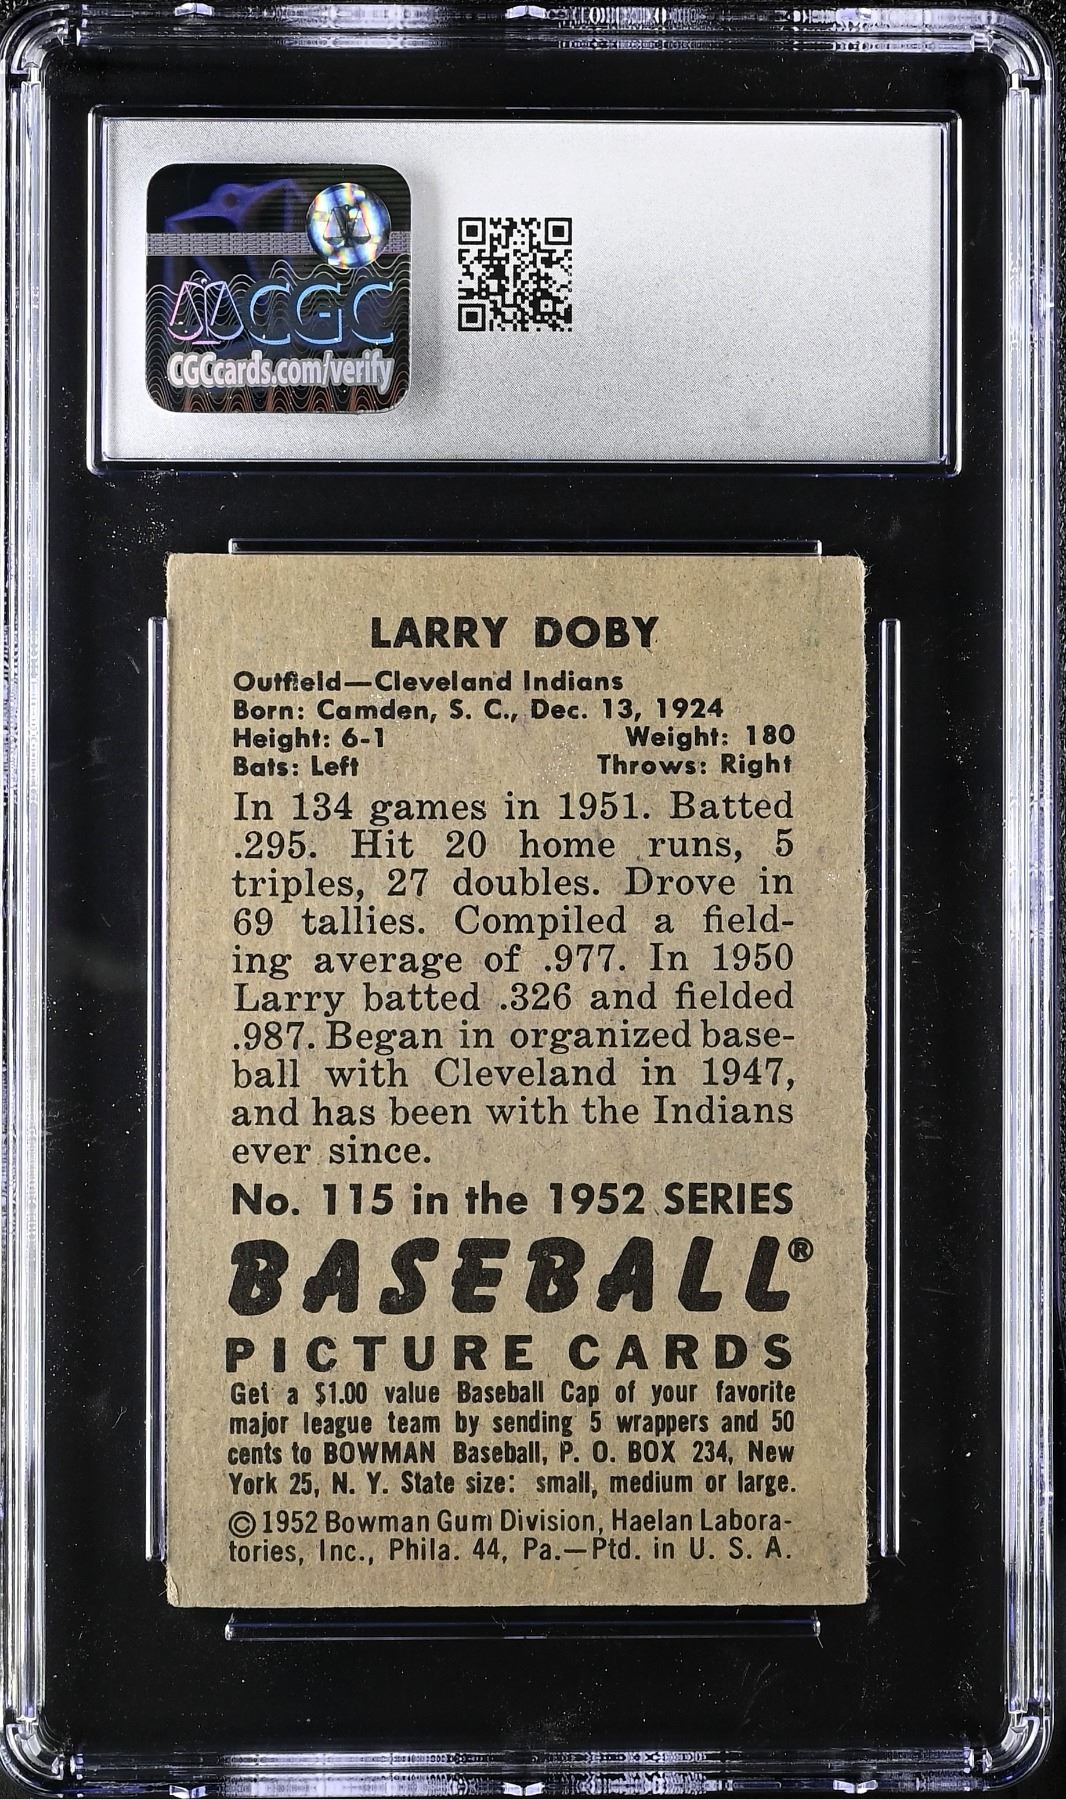 CGC
CGCcards.com/verify
LARRY DOBY
Outfield—Cleveland Indians
Born: Camden, S. C., Dec. 13, 1924
Height: 6-1 Weight: 180
Bats: Left Throws: Right
In 134 games in 1951. Batted
.295. Hit 20 home runs, 5
triples, 27 doubles. Drove in
69 tallies. Compiled a field-
ing average of .977. In 1950
Larry batted .326 and fielded
.987. Began in organized base-
ball with Cleveland in 1947,
and has been with the Indians
ever since.
No. 115 in the 1952 SERIES
BASEBALL®
PICTURE CARDS
Get a $1.00 value Baseball Cap of your favorite
major league team by sending 5 wrappers and 50
cents to BOWMAN Baseball, P. O. BOX 234, New
York 25, N. Y. State size: small, medium or large.
© 1952 Bowman Gum Division, Haelan Labora-
tories, Inc., Phila. 44, Pa.—Ptd. in U. S. A.